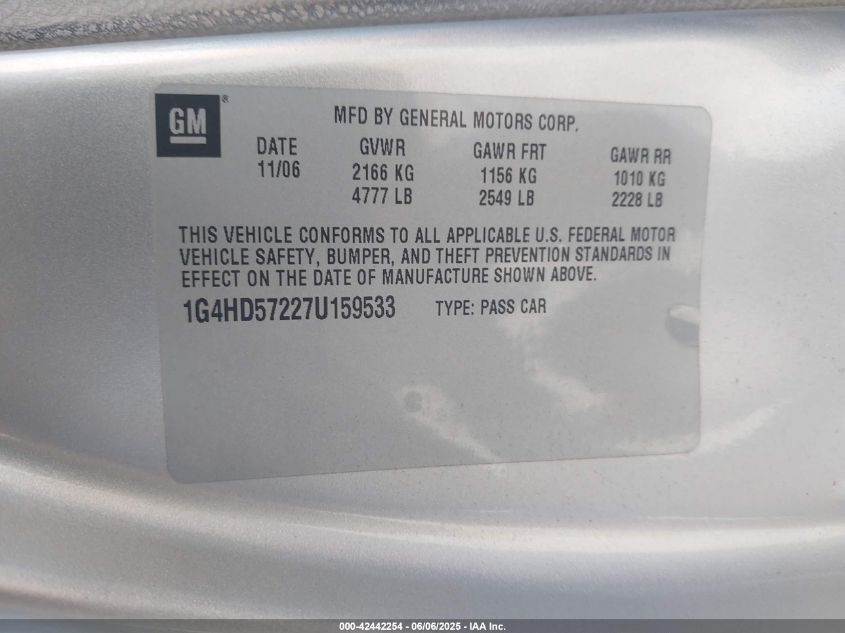 GM®
MFD BY GENERAL MOTORS CORP.
DATE GVWR GAWR FRT GAWR RR
11/06 2166 KG 1156 KG 1010 KG
4777 LB 2549 LB 2228 LB
THIS VEHICLE CONFORMS TO ALL APPLICABLE U.S. FEDERAL MOTOR
VEHICLE SAFETY, BUMPER, AND THEFT PREVENTION STANDARDS IN
EFFECT ON THE DATE OF MANUFACTURE SHOWN ABOVE.
1G4HD57227U159533 TYPE: PASS CAR
000-42442254 - 06/06/2025 - IAA Inc.